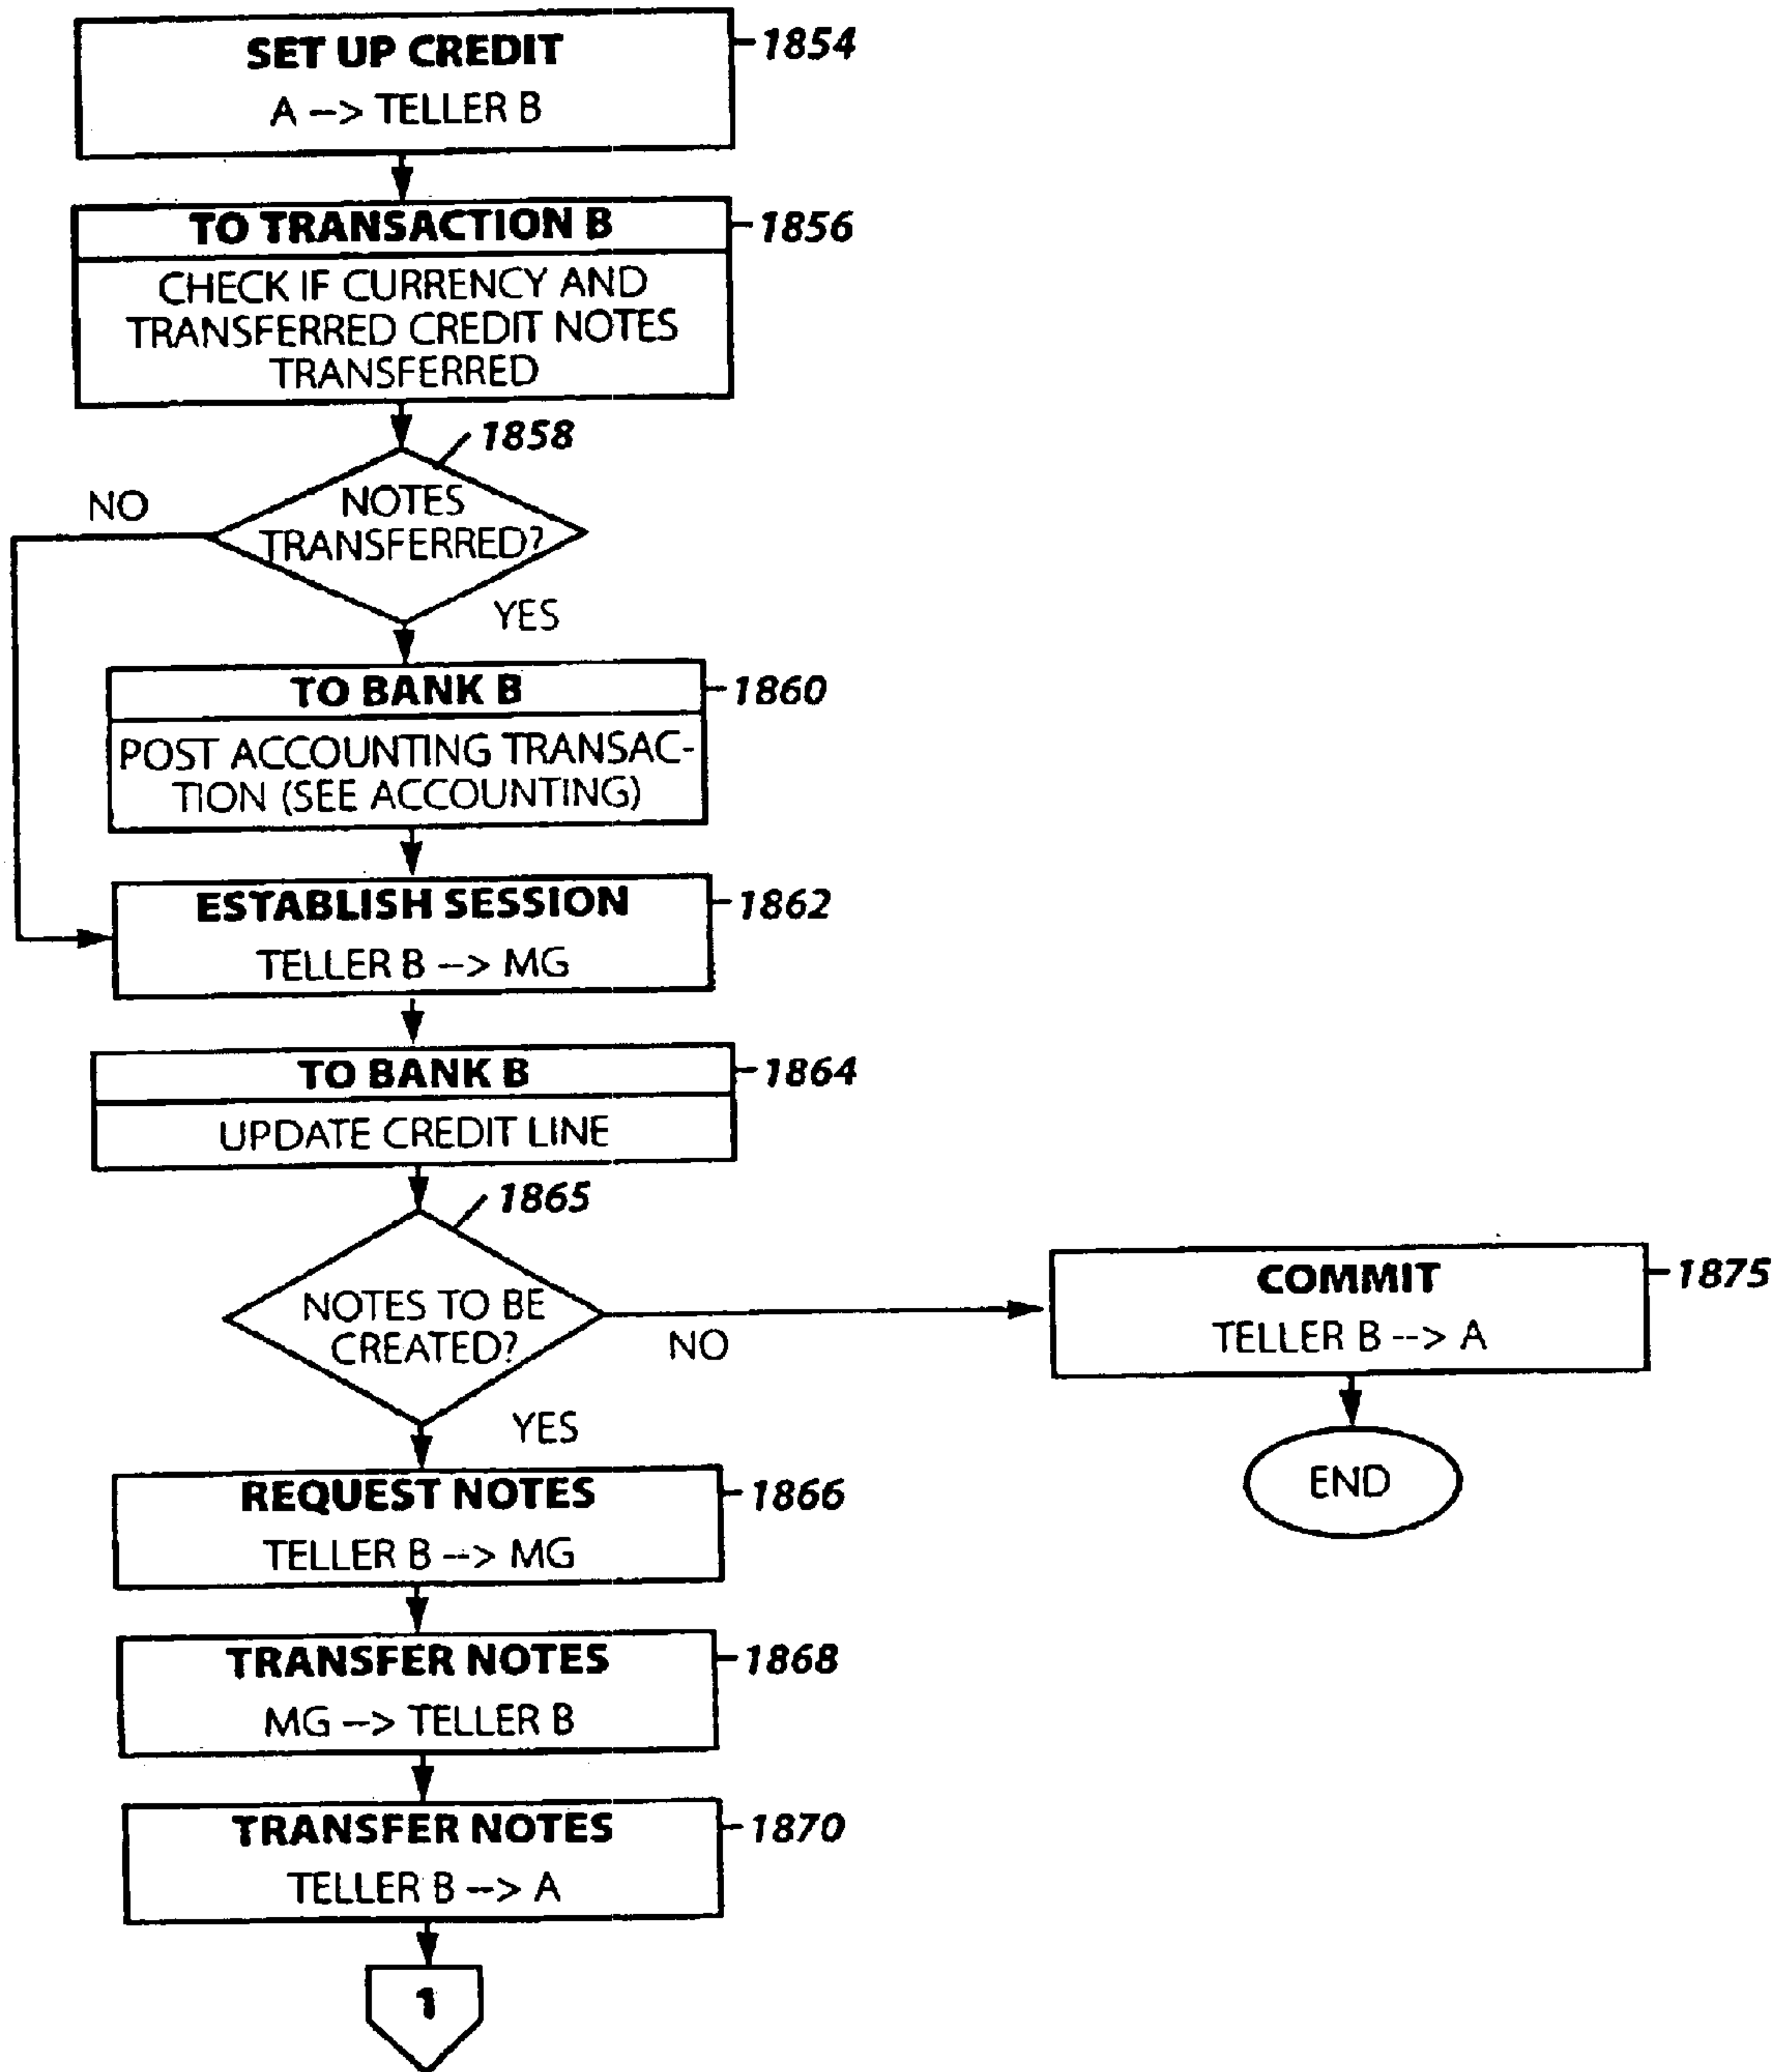 SET UP CREDIT
A --> TELLER B
1854
TO TRANSACTION B
1856
CHECK IF CURRENCY AND
TRANSFERRED CREDIT NOTES
TRANSFERRED
1858
NOTES
TRANSFERRED?
NO
YES
TO BANK B
1860
POST ACCOUNTING TRANSAC-
TION (SEE ACCOUNTING)
ESTABLISH SESSION
1862
TELLER B --> MG
TO BANK B
1864
UPDATE CREDIT LINE
1865
NOTES TO BE
CREATED?
NO
YES
COMMIT
1875
TELLER B --> A
END
REQUEST NOTES
1866
TELLER B --> MG
TRANSFER NOTES
1868
MG --> TELLER B
TRANSFER NOTES
1870
TELLER B --> A
1